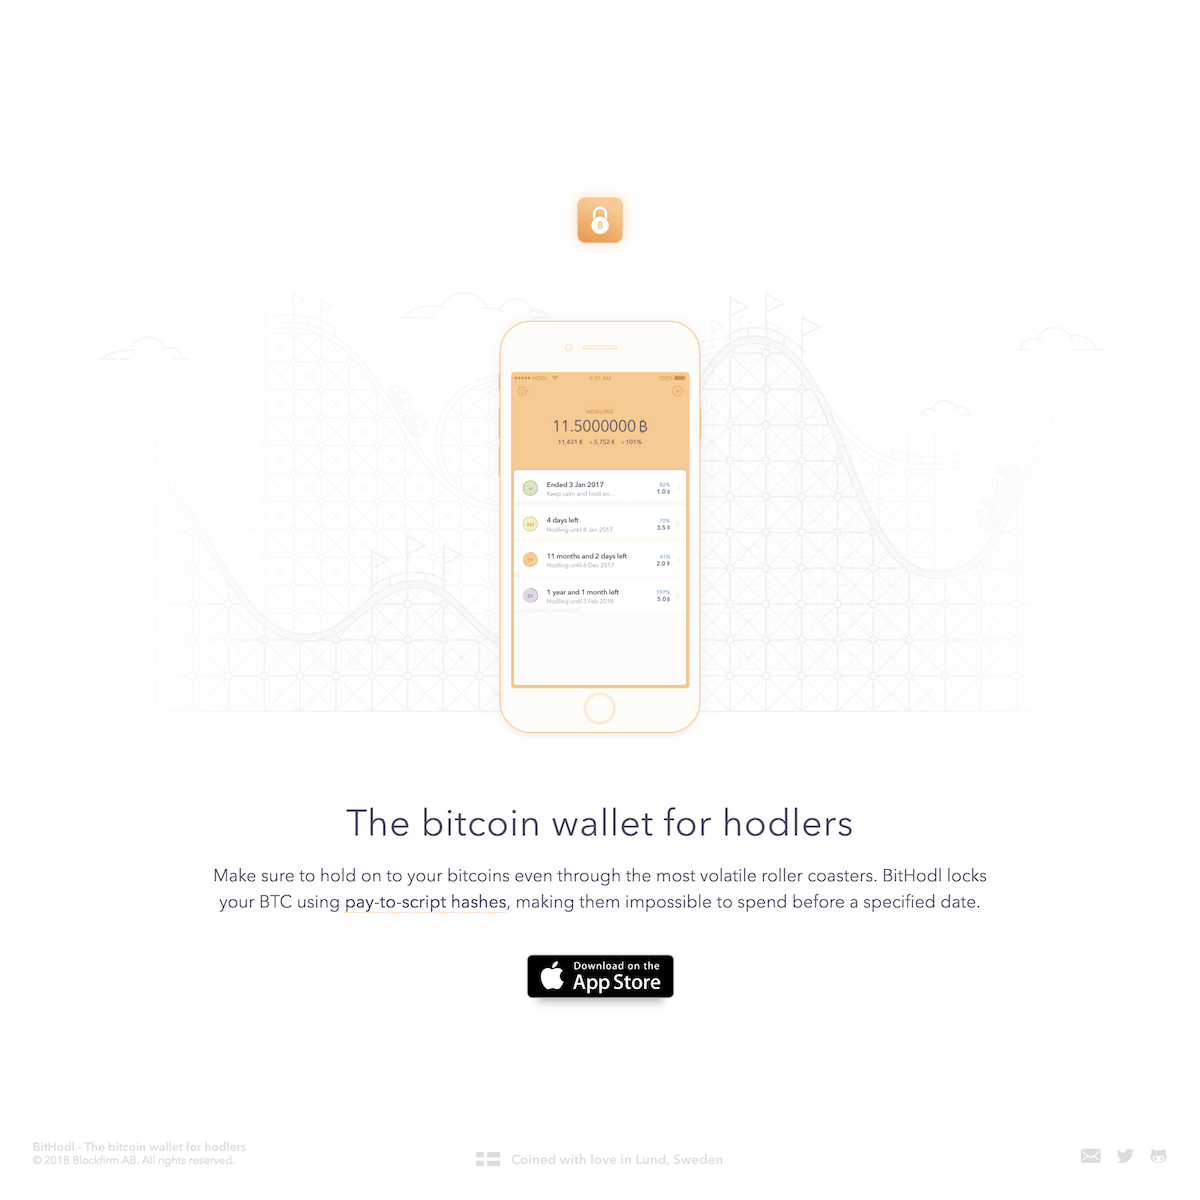 HODL 9:41 AM 100%
HODLING
11.5000000 ฿
11,431 € + 5,752 € + 101%
Ended 3 Jan 2017 82%
Keep calm and hodl on... 1.0 ฿
4 days left 70%
Hodling until 8 Jan 2017 3.5 ฿
11 months and 2 days left 41%
Hodling until 6 Dec 2017 2.0 ฿
1 year and 1 month left 197%
Hodling until 3 Feb 2018 5.0 ฿
The bitcoin wallet for hodlers
Make sure to hold on to your bitcoins even through the most volatile roller coasters. BitHodl locks
your BTC using pay-to-script hashes, making them impossible to spend before a specified date.
Download on the
App Store
BitHodl - The bitcoin wallet for hodlers
© 2018 Blockfirm AB. All rights reserved.
Coined with love in Lund, Sweden